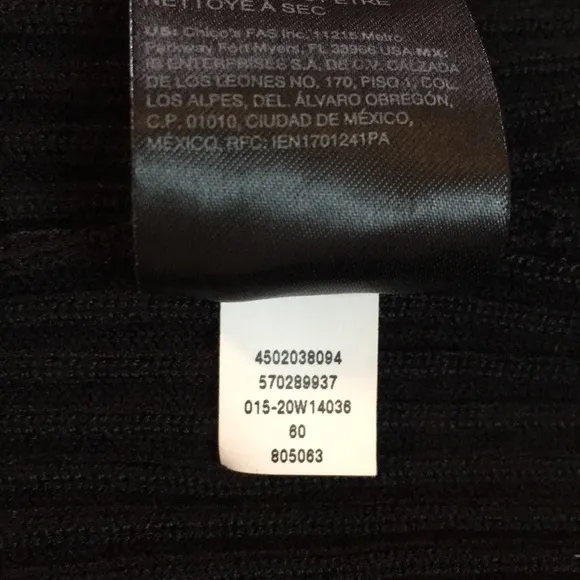 ÊTRE
NETTOYÉ À SEC
US: Chico's FAS Inc. 11215 Metro
Parkway Fort Myers, FL 33966 USA MX:
IB ENTERPRISES S.A. DE C.V. CALZADA
DE LOS LEONES NO. 170, PISO 1, COL.
LOS ALPES, DEL. ÁLVARO OBREGÓN,
C.P. 01010, CIUDAD DE MÉXICO,
MÉXICO. RFC: IEN1701241PA
4502038094
570289937
015-20W14036
60
805063